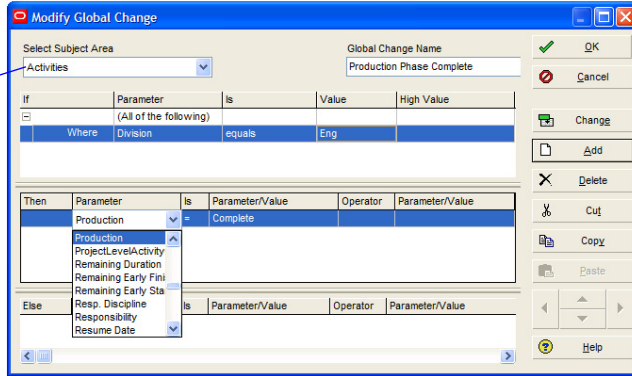 Modify Global Change
Select Subject Area
Global Change Name
Activities
Production Phase Complete
If Parameter Is Value High Value
(All of the following)
Where Division equals Eng
Then Parameter Is Parameter/Value Operator Parameter/Value
Production = Complete
Production
ProjectLevelActivity
Remaining Duration
Remaining Early Fini
Remaining Early Sta
Resp. Discipline
Responsibility
Resume Date
Else Is Parameter/Value Operator Parameter/Value
OK
Cancel
Change
Add
Delete
Cut
Copy
Paste
Help